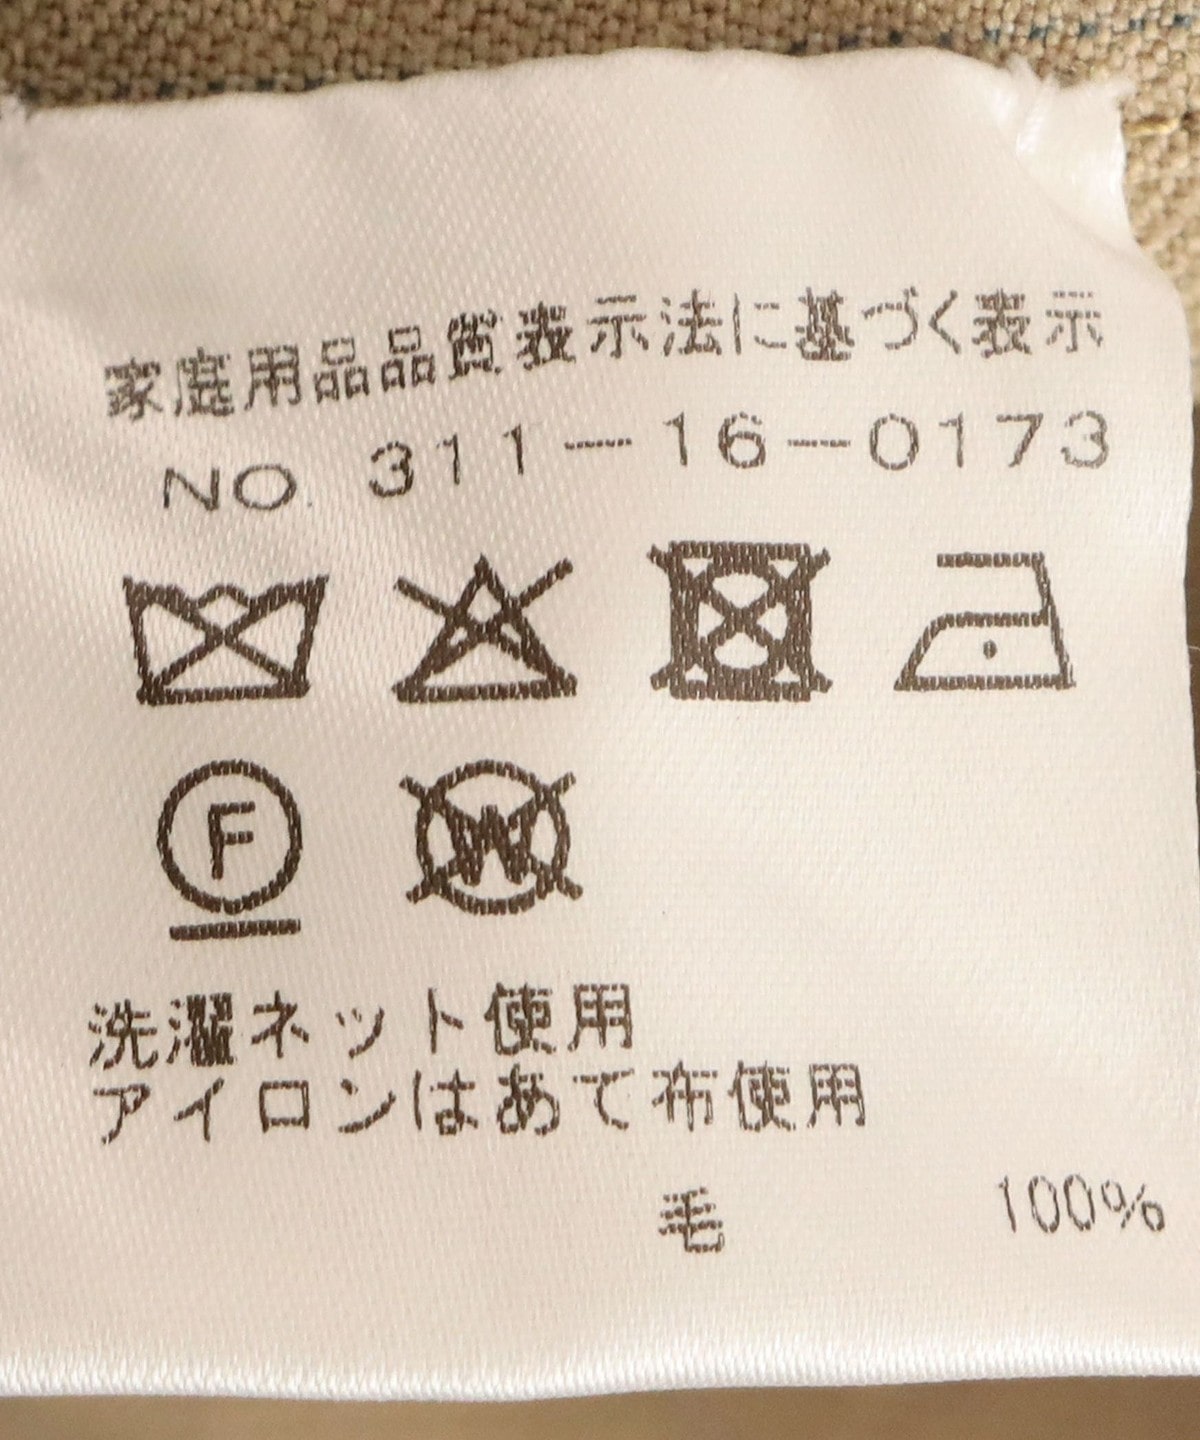 家庭用品品質表示法に基づく表示
NO. 311-16-0173
F
W
洗濯ネット使用
アイロンはあて布使用
毛 100%